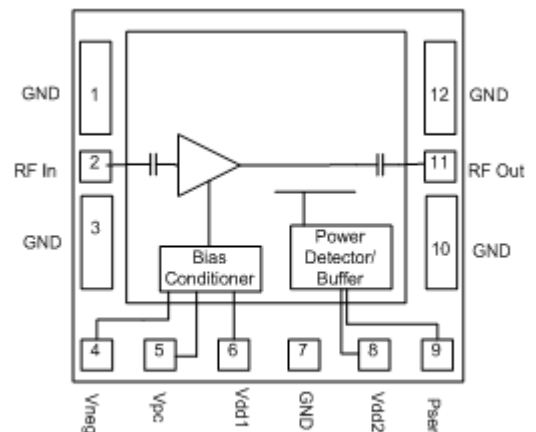 GND 1 12 GND
RF In 2 11 RF Out
GND 3 10 GND
Bias
Conditioner
Power
Detector/
Buffer
4 5 6 7 8 9
Vneg Vpc Vdd1 GND Vdd2 Psen